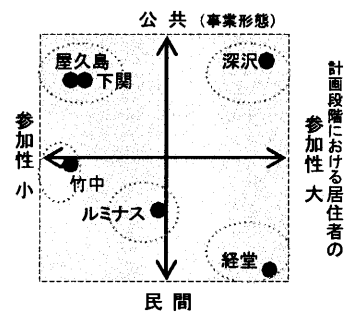 公共（事業形態）
屋久島
下関
深沢
参加性 小
計画段階における居住者の
参加性 大
竹中
ルミナス
経堂
民間